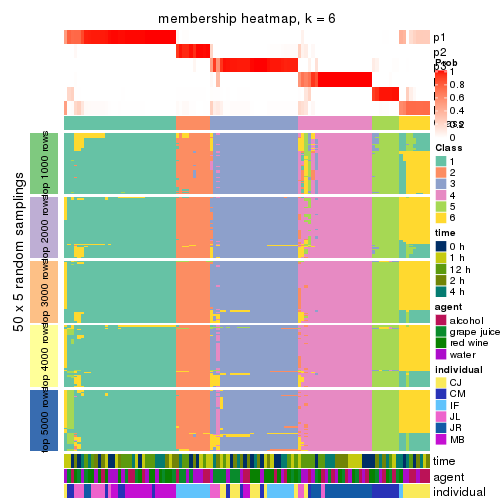 membership heatmap, k = 6
p1
p2
Prob
1
0.8
0.6
0.4
0.2
0
Class
1
2
3
4
5
6
time
0 h
1 h
12 h
2 h
4 h
agent
alcohol
grape juice
red wine
water
individual
CJ
CM
IF
JL
JR
MB
50 x 5 random samplings
top 1000 rows
top 2000 rows
top 3000 rows
top 4000 rows
top 5000 rows
time
agent
individual